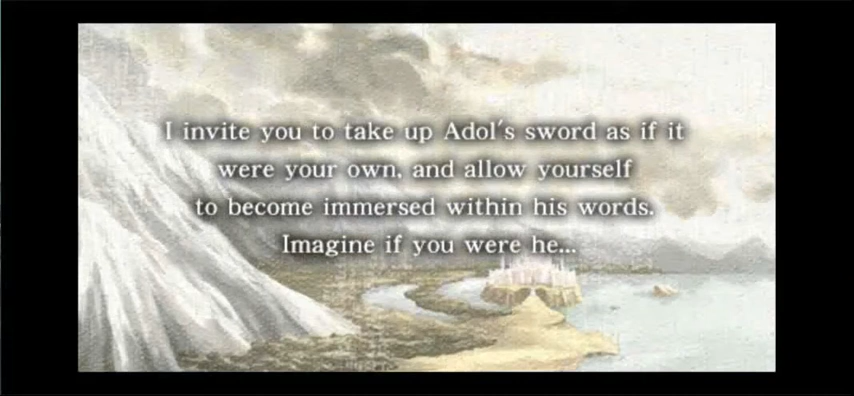 I invite you to take up Adol's sword as if it
were your own, and allow yourself
to become immersed within his words.
Imagine if you were he...